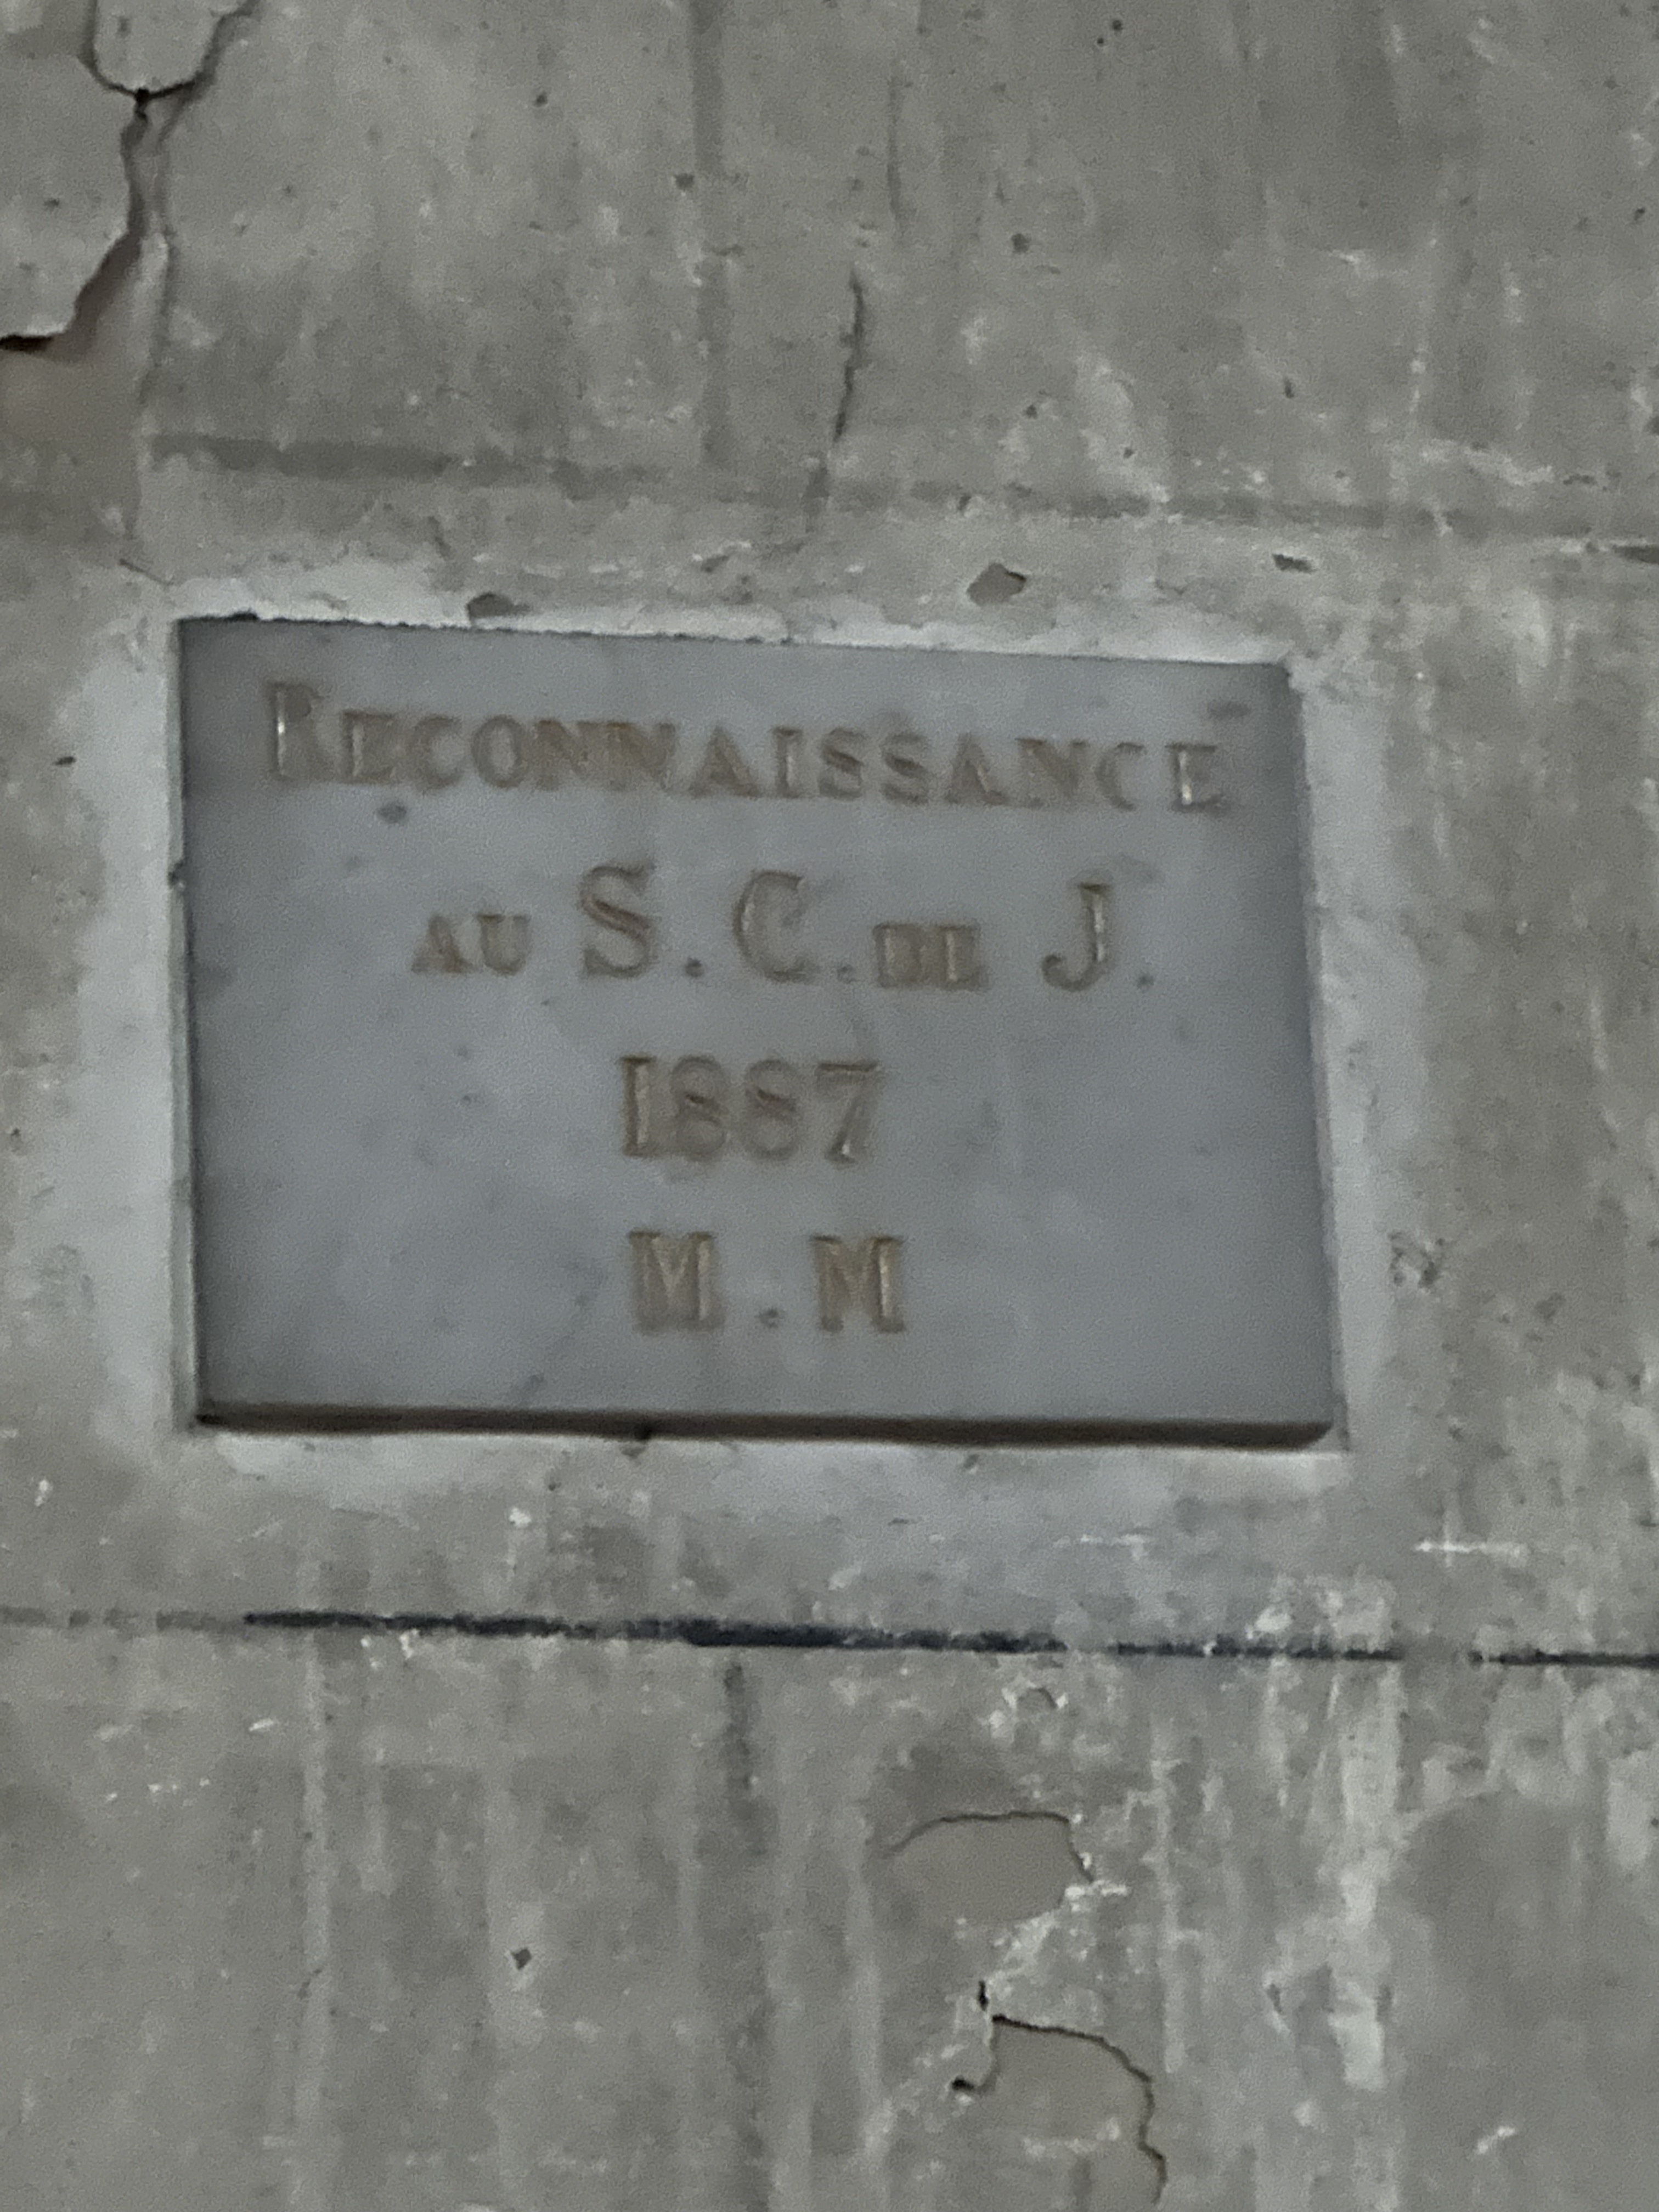 RECONNAISSANCE
AU S. C. DE J.
1887
M. M